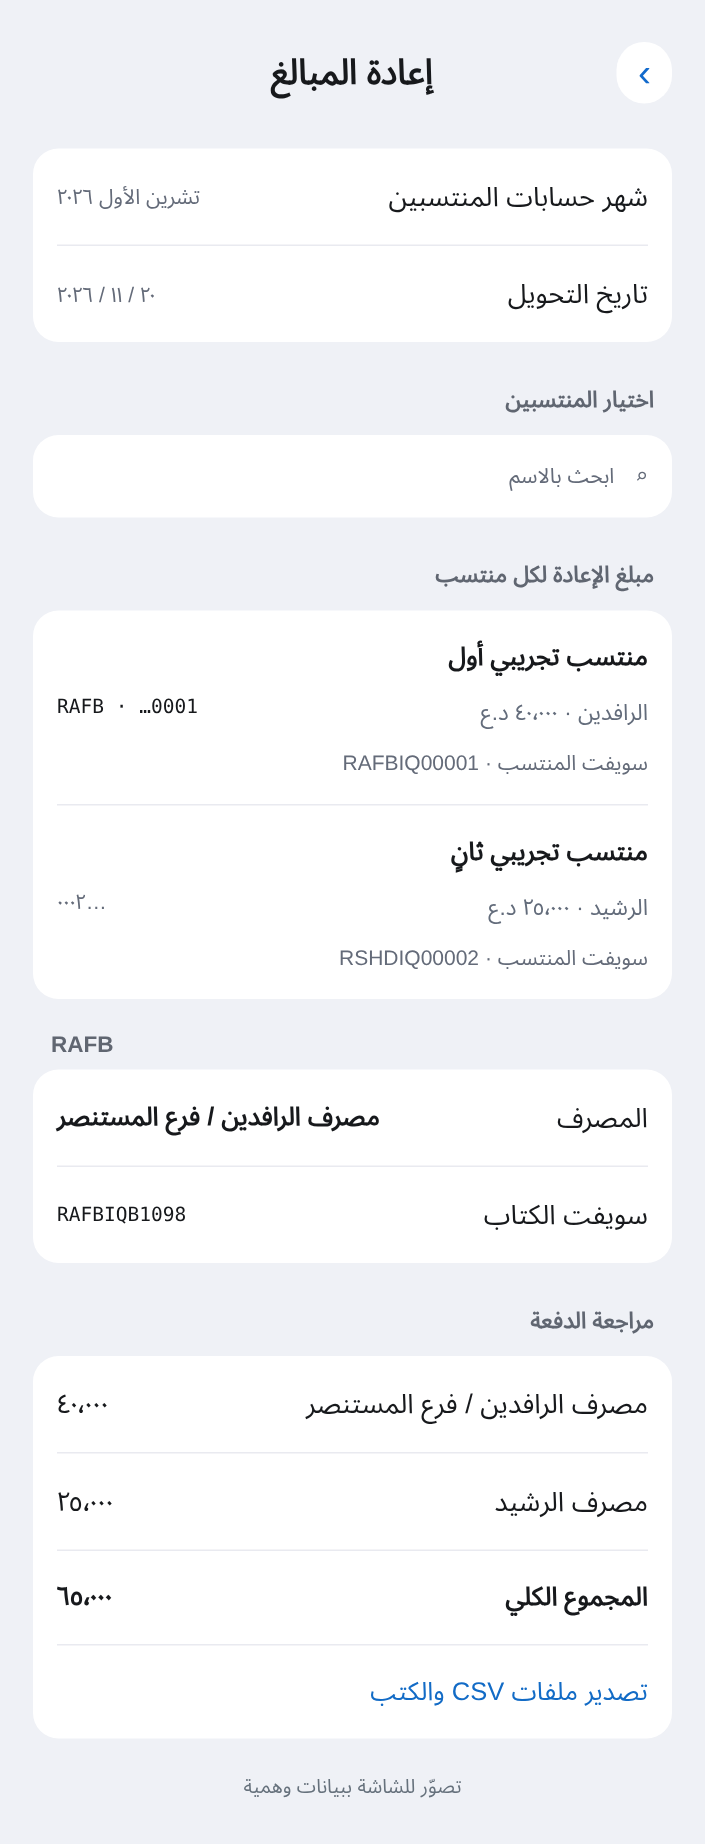 إعادة المبالغ
شهر حسابات المنتسبين تشرين الأول ٢٠٢٦
تاريخ التحويل ٢٠ / ١١ / ٢٠٢٦
اختيار المنتسبين
ابحث بالاسم
مبلغ الإعادة لكل منتسب
منتسب تجريبي أول
الرافدين · ٤٠،٠٠٠ د.ع RAFB · …0001
سويفت المنتسب · RAFBIQ00001
منتسب تجريبي ثانٍ
الرشيد · ٢٥،٠٠٠ د.ع …٠٠٠٢
سويفت المنتسب · RSHDIQ00002
RAFB
المصرف مصرف الرافدين / فرع المستنصر
سويفت الكتاب RAFBIQB1098
مراجعة الدفعة
مصرف الرافدين / فرع المستنصر ٤٠،٠٠٠
مصرف الرشيد ٢٥،٠٠٠
المجموع الكلي ٦٥،٠٠٠
تصدير ملفات CSV والكتب
تصوّر للشاشة ببيانات وهمية